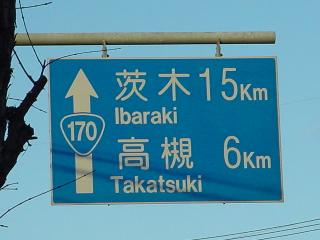 茨木 15Km
Ibaraki
170
高槻 6Km
Takatsuki